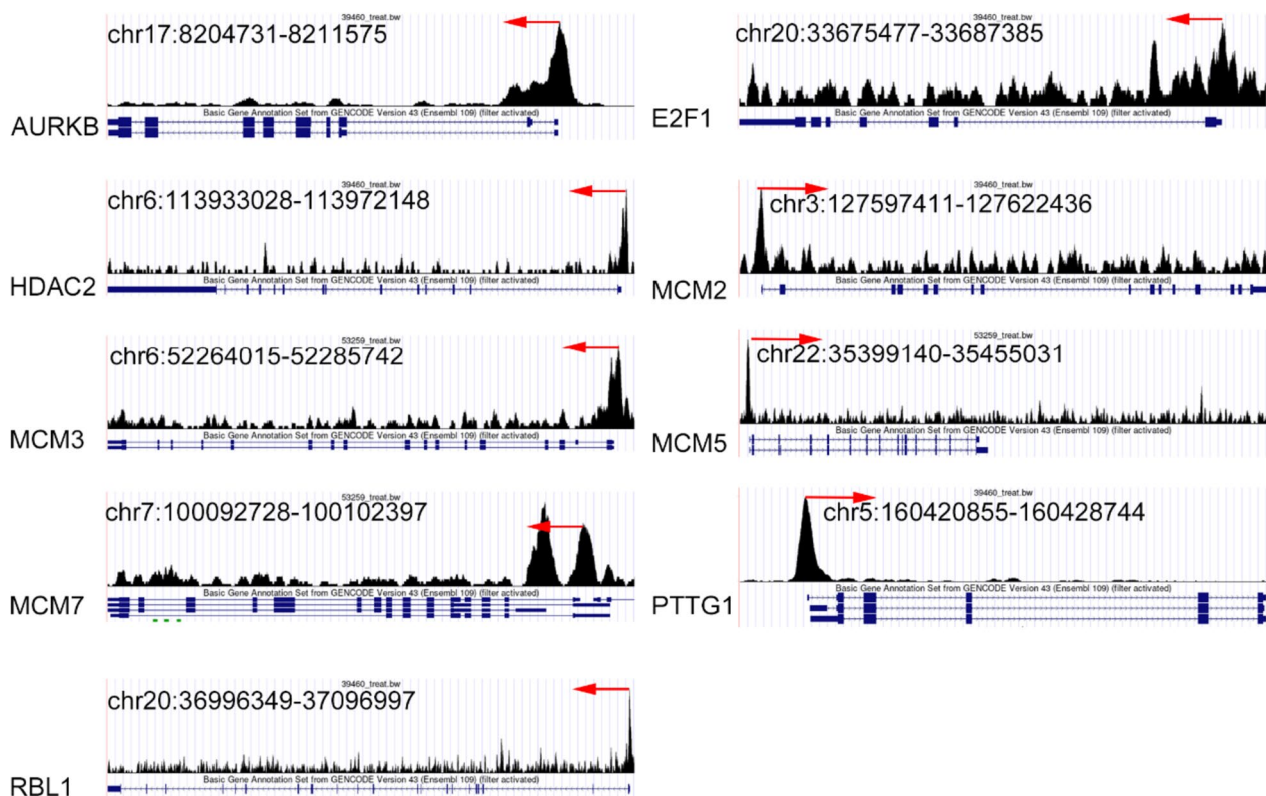 39460_treat.bw
chr17:8204731-8211575
Basic Gene Annotation Set from GENCODE Version 43 (Ensembl 109) (filter activated)
AURKB
39460_treat.bw
chr20:33675477-33687385
Basic Gene Annotation Set from GENCODE Version 43 (Ensembl 109) (filter activated)
E2F1
39460_treat.bw
chr6:113933028-113972148
Basic Gene Annotation Set from GENCODE Version 43 (Ensembl 109) (filter activated)
HDAC2
39460_treat.bw
chr3:127597411-127622436
Basic Gene Annotation Set from GENCODE Version 43 (Ensembl 109) (filter activated)
MCM2
53259_treat.bw
chr6:52264015-52285742
Basic Gene Annotation Set from GENCODE Version 43 (Ensembl 109) (filter activated)
MCM3
53259_treat.bw
chr22:35399140-35455031
Basic Gene Annotation Set from GENCODE Version 43 (Ensembl 109) (filter activated)
MCM5
53259_treat.bw
chr7:100092728-100102397
Basic Gene Annotation Set from GENCODE Version 43 (Ensembl 109) (filter activated)
MCM7
39460_treat.bw
chr5:160420855-160428744
Basic Gene Annotation Set from GENCODE Version 43 (Ensembl 109) (filter activated)
PTTG1
39460_treat.bw
chr20:36996349-37096997
Basic Gene Annotation Set from GENCODE Version 43 (Ensembl 109) (filter activated)
RBL1